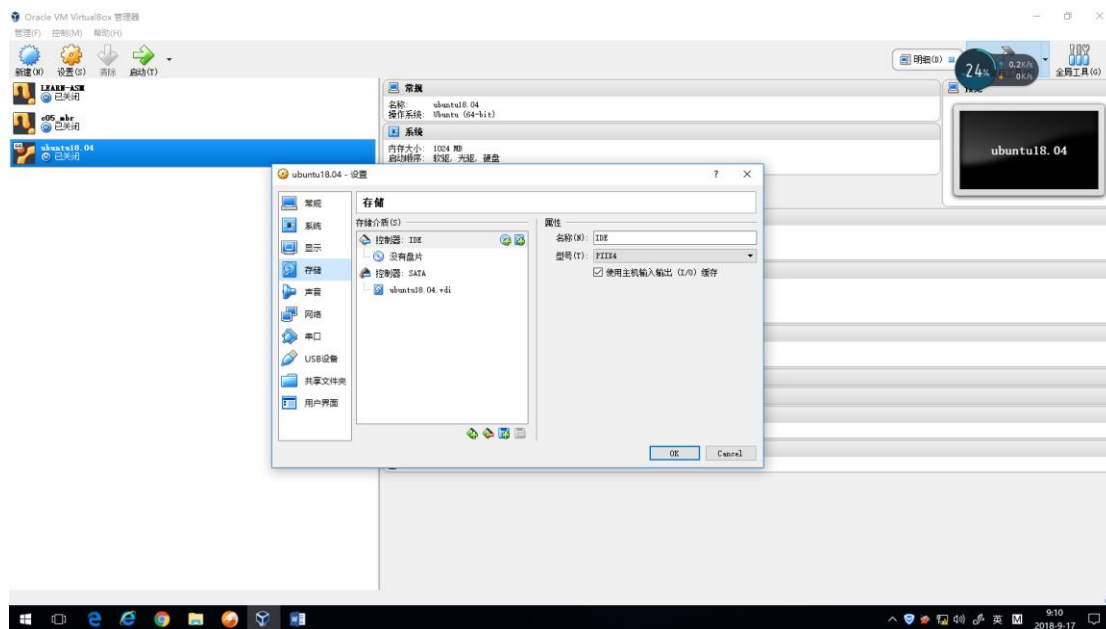 Oracle VM VirtualBox 管理器
管理(F) 控制(M) 帮助(H)
新建(N) 设置(S) 清除 启动(T)
明细(D)
24% 0.2K/s
0K/s
全局工具(G)
LEARN-ASM
已关闭
c05_mbr
已关闭
ubuntu18.04
已关闭
常规
名称: ubuntu18.04
操作系统: Ubuntu (64-bit)
系统
内存大小: 1024 MB
启动顺序: 软驱, 光驱, 硬盘
ubuntu18.04
ubuntu18.04 - 设置
常规
系统
显示
存储
声音
网络
串口
USB设备
共享文件夹
用户界面
存储
存储介质(S)
控制器: IDE
没有盘片
控制器: SATA
ubuntu18.04.vdi
属性
名称(N): IDE
型号(T): PIIX4
使用主机输入输出 (I/O) 缓存
OK Cancel
英 M 9:10
2018-9-17